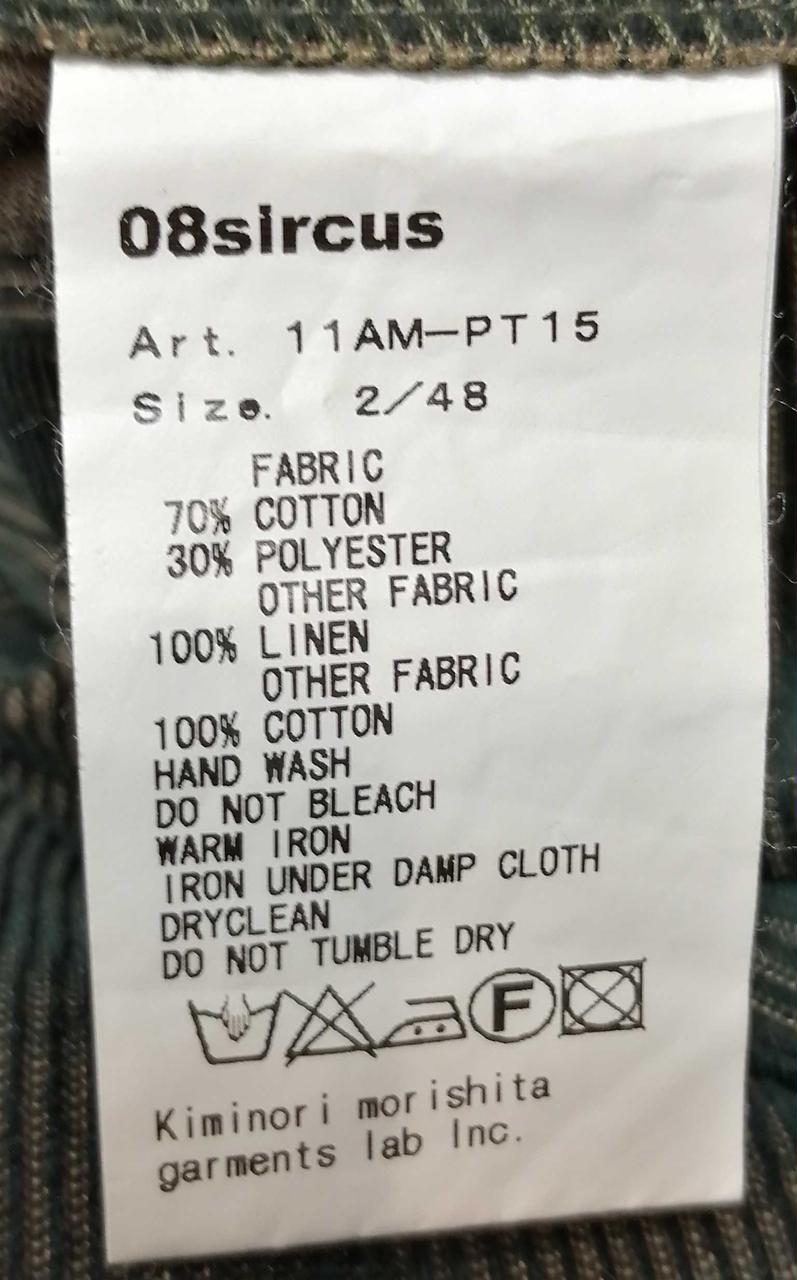 08sircus
Art. 11AM-PT15
Size. 2/48
FABRIC
70% COTTON
30% POLYESTER
OTHER FABRIC
100% LINEN
OTHER FABRIC
100% COTTON
HAND WASH
DO NOT BLEACH
WARM IRON
IRON UNDER DAMP CLOTH
DRYCLEAN
DO NOT TUMBLE DRY
F
Kiminori morishita
garments lab Inc.